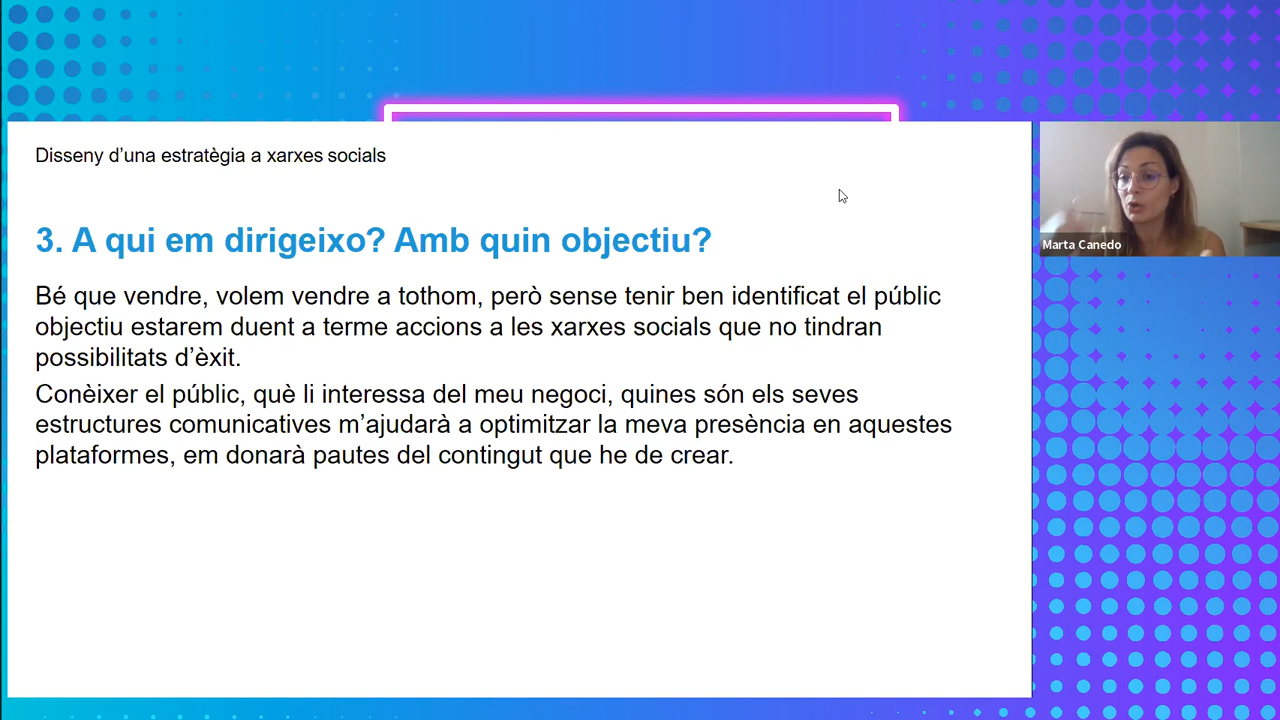 Disseny d’una estratègia a xarxes socials
3. A qui em dirigeixo? Amb quin objectiu?
Bé que vendre, volem vendre a tothom, però sense tenir ben identificat el públic
objectiu estarem duent a terme accions a les xarxes socials que no tindran
possibilitats d’èxit.
Conèixer el públic, què li interessa del meu negoci, quines són els seves
estructures comunicatives m’ajudarà a optimitzar la meva presència en aquestes
plataformes, em donarà pautes del contingut que he de crear.
Marta Canedo